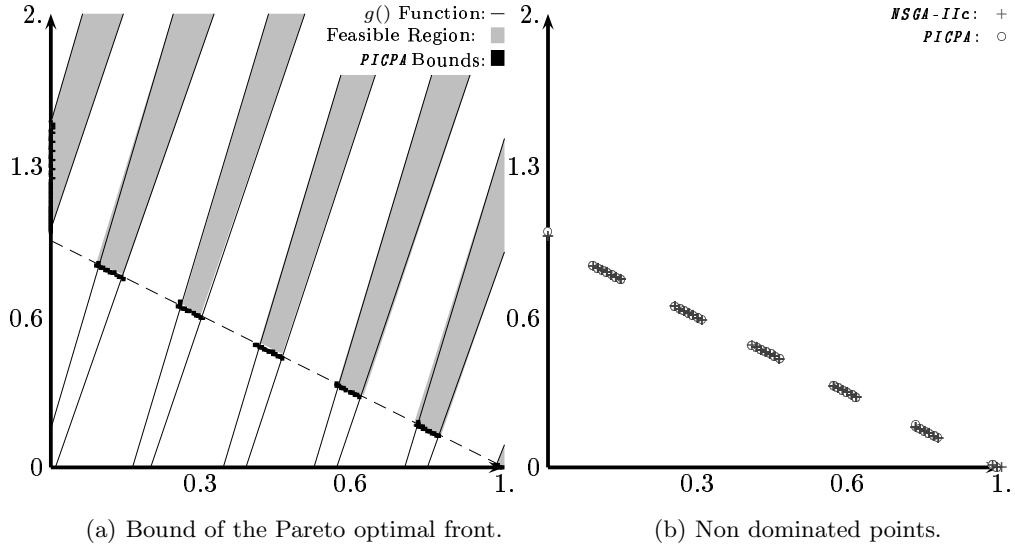 2.
g() Function: –
Feasible Region:
PICPA Bounds:
1.3
0.6
0
0.3
0.6
1.
(a) Bound of the Pareto optimal front.
2.
NSGA-IIc: +
PICPA: ○
1.3
0.6
0
0.3
0.6
1.
(b) Non dominated points.